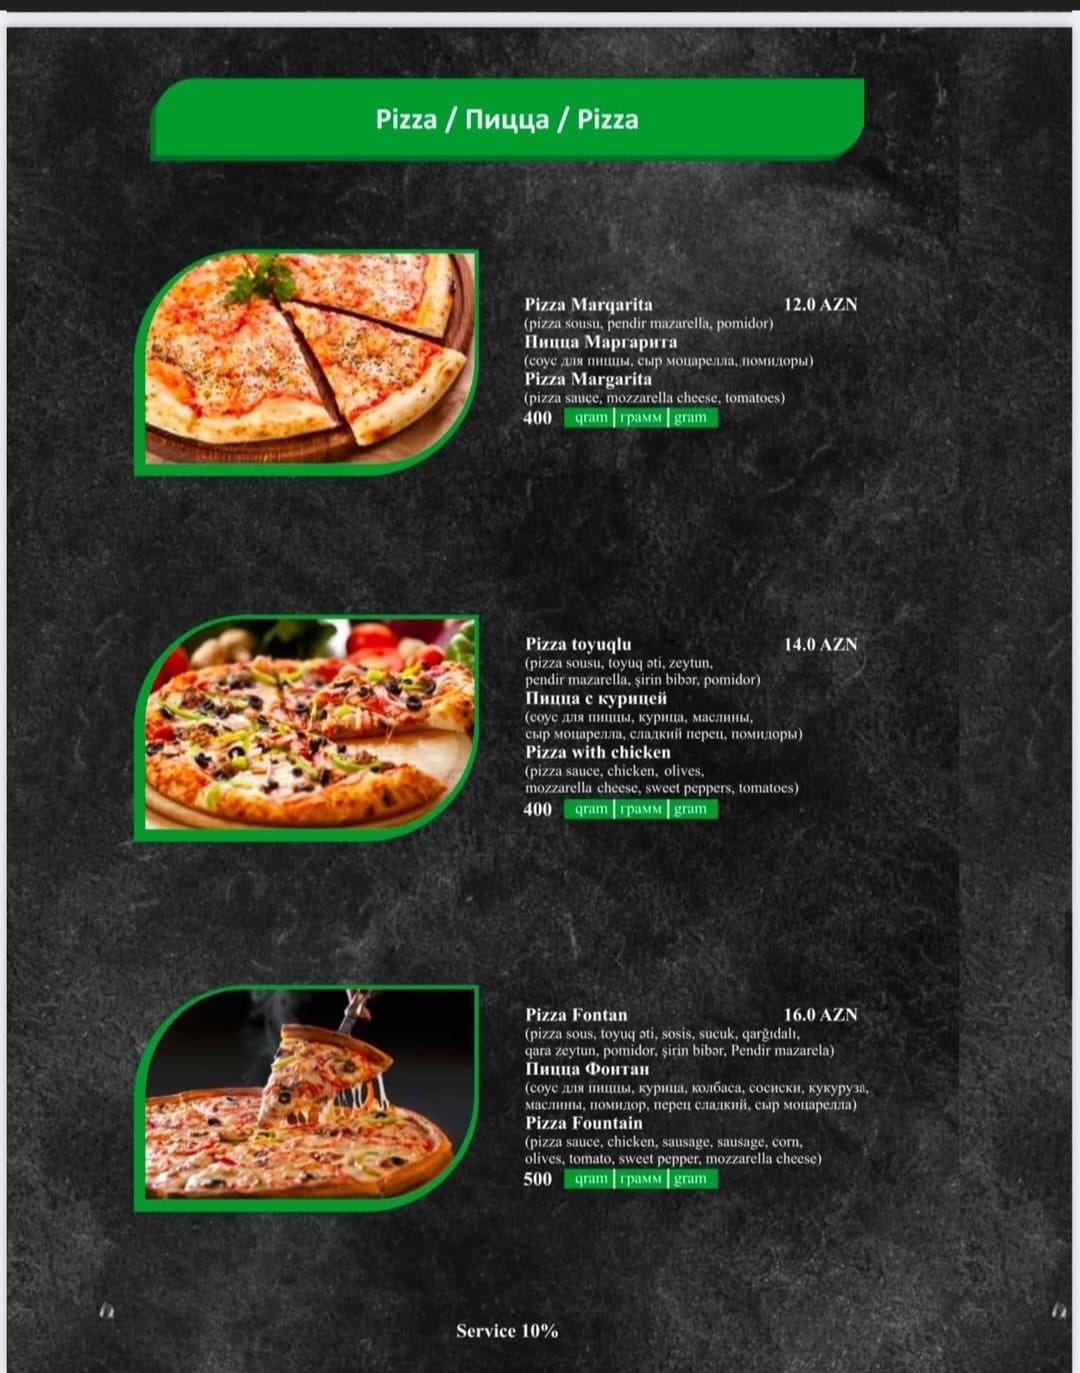 Pizza / Пицца / Pizza
Pizza Marqarita 12.0 AZN
(pizza sousu, pendir mazarella, pomidor)
Пицца Маргарита
(соус для пиццы, сыр моцарелла, помидоры)
Pizza Margarita
(pizza sauce, mozzarella cheese, tomatoes)
400 qram | грамм | gram
Pizza toyuqlu 14.0 AZN
(pizza sousu, toyuq əti, zeytun,
pendir mazarella, şirin bibər, pomidor)
Пицца с курицей
(соус для пиццы, курица, маслины,
сыр моцарелла, сладкий перец, помидоры)
Pizza with chicken
(pizza sauce, chicken, olives,
mozzarella cheese, sweet peppers, tomatoes)
400 qram | грамм | gram
Pizza Fontan 16.0 AZN
(pizza sous, toyuq əti, sosis, sucuk, qarğıdalı,
qara zeytun, pomidor, şirin bibər, Pendir mazarela)
Пицца Фонтан
(соус для пиццы, курица, колбаса, сосиски, кукуруза,
маслины, помидор, перец сладкий, сыр моцарелла)
Pizza Fountain
(pizza sauce, chicken, sausage, sausage, corn,
olives, tomato, sweet pepper, mozzarella cheese)
500 qram | грамм | gram
Service 10%